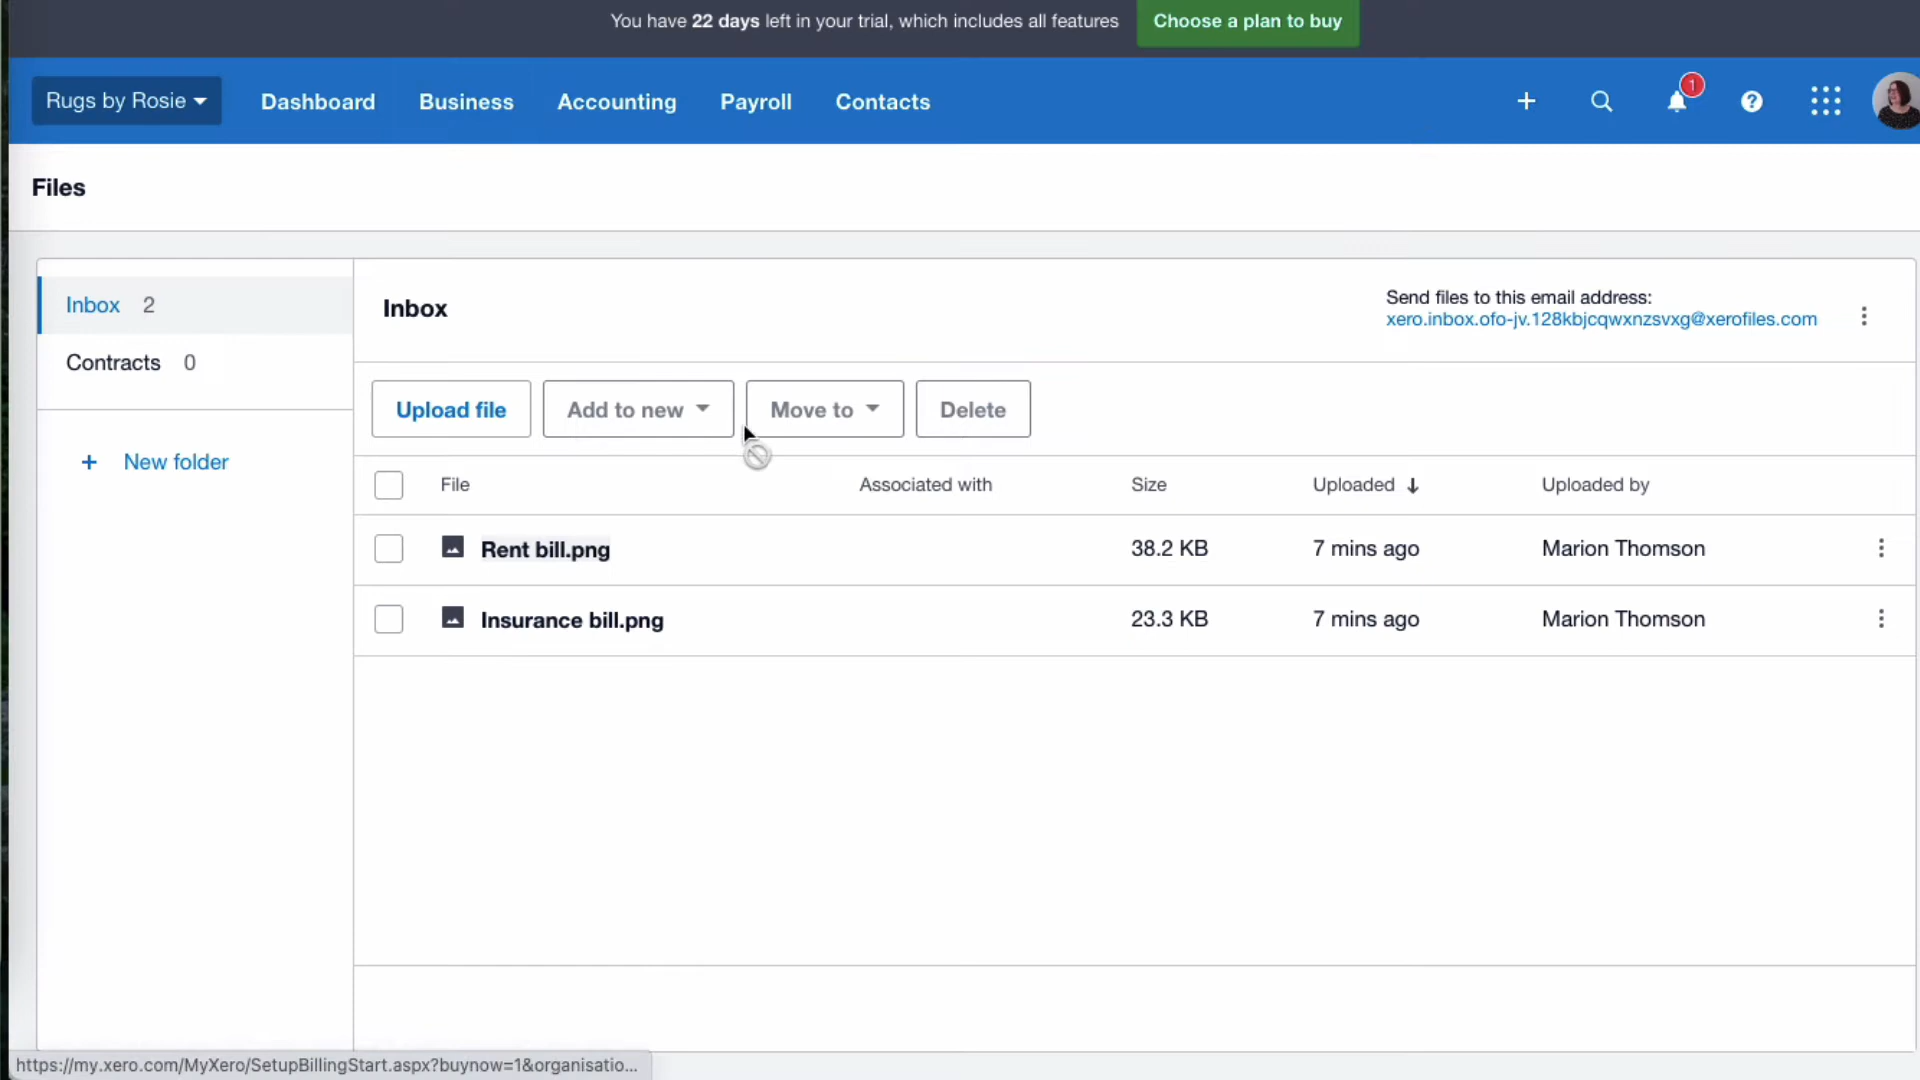 You have 22 days left in your trial, which includes all features
Choose a plan to buy
Rugs by Rosie
Dashboard
Business
Accounting
Payroll
Contacts
1
?
Files
Inbox 2
Contracts 0
+ New folder
Inbox
Send files to this email address:
xero.inbox.ofo-jv.128kbjcqwxnzsvxg@xerofiles.com
Upload file
Add to new
Move to
Delete
File
Associated with
Size
Uploaded ↓
Uploaded by
Rent bill.png
38.2 KB
7 mins ago
Marion Thomson
Insurance bill.png
23.3 KB
7 mins ago
Marion Thomson
https://my.xero.com/MyXero/SetupBillingStart.aspx?buynow=1&organisatio...